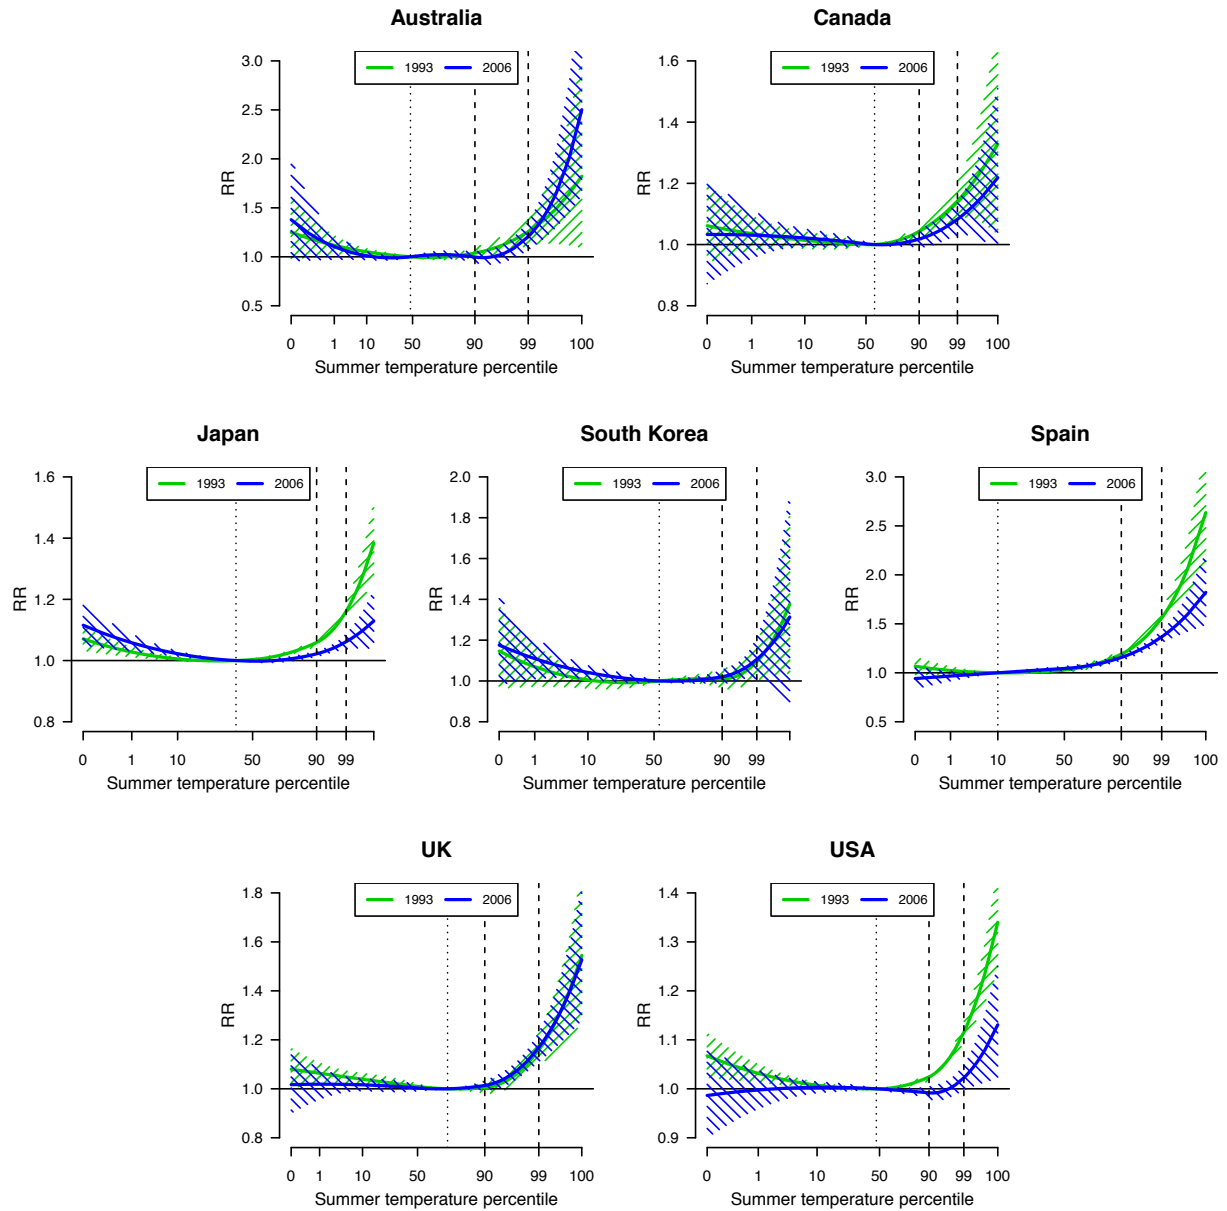 Australia
1993 2006
3.0
2.5
2.0
1.5
1.0
0.5
RR
0 1 10 50 90 99 100
Summer temperature percentile
Canada
1993 2006
1.6
1.4
1.2
1.0
0.8
RR
0 1 10 50 90 99 100
Summer temperature percentile
Japan
1993 2006
1.6
1.4
1.2
1.0
0.8
RR
0 1 10 50 90 99
Summer temperature percentile
South Korea
1993 2006
2.0
1.8
1.6
1.4
1.2
1.0
0.8
RR
0 1 10 50 90 99
Summer temperature percentile
Spain
1993 2006
3.0
2.5
2.0
1.5
1.0
0.5
RR
0 1 10 50 90 99 100
Summer temperature percentile
UK
1993 2006
1.8
1.6
1.4
1.2
1.0
0.8
RR
0 1 10 50 90 99 100
Summer temperature percentile
USA
1993 2006
1.4
1.3
1.2
1.1
1.0
0.9
RR
0 1 10 50 90 99 100
Summer temperature percentile